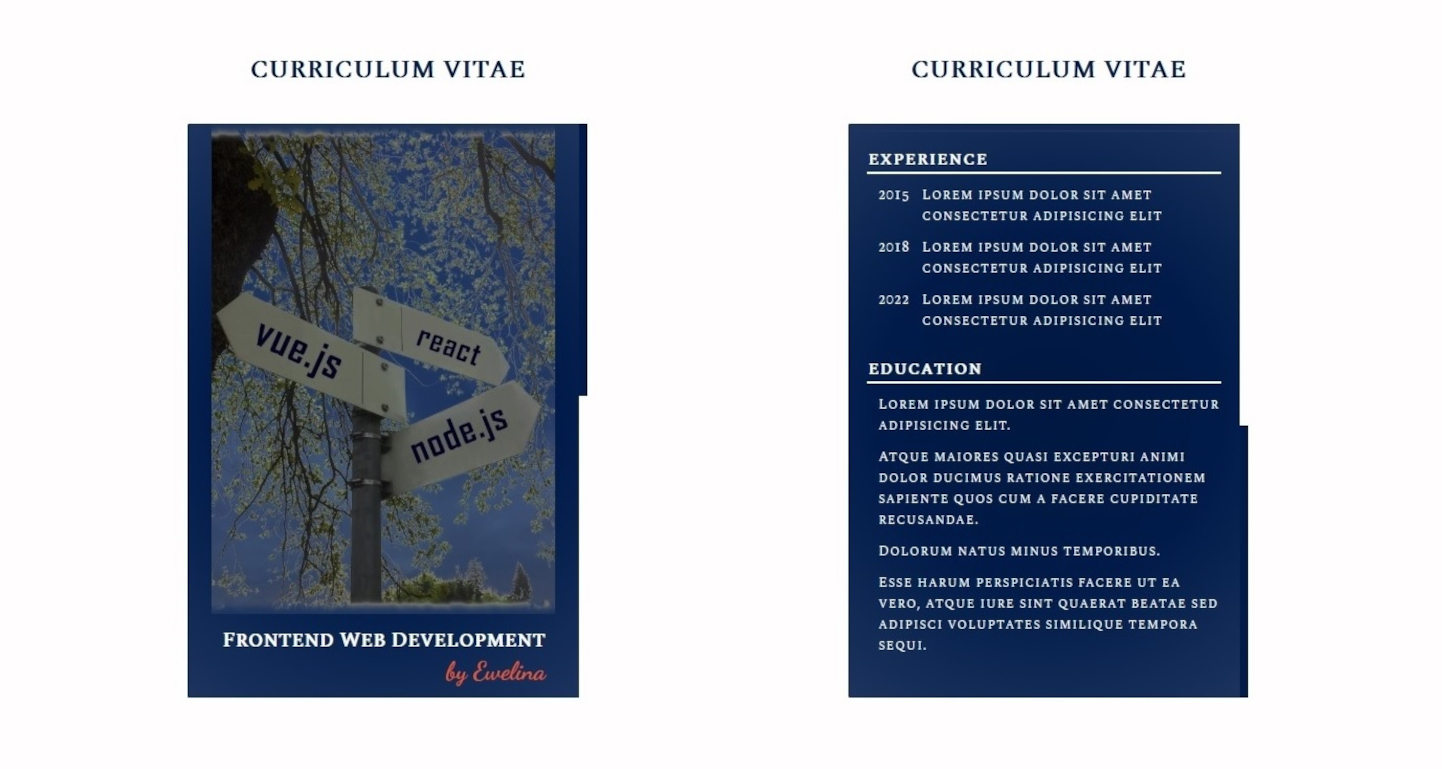 CURRICULUM VITAE
vue.js
react
node.js
Frontend Web Development
by Ewelina
CURRICULUM VITAE
EXPERIENCE
2015 Lorem ipsum dolor sit amet
consectetur adipisicing elit
2018 Lorem ipsum dolor sit amet
consectetur adipisicing elit
2022 Lorem ipsum dolor sit amet
consectetur adipisicing elit
EDUCATION
Lorem ipsum dolor sit amet consectetur
adipisicing elit.
Atque maiores quasi excepturi animi
dolor ducimus ratione exercitationem
sapiente quos cum a facere cupiditate
recusandae.
Dolorum natus minus temporibus.
Esse harum perspiciatis facere ut ea
vero, atque iure sint quaerat beatae sed
adipisci voluptates similique tempora
sequi.